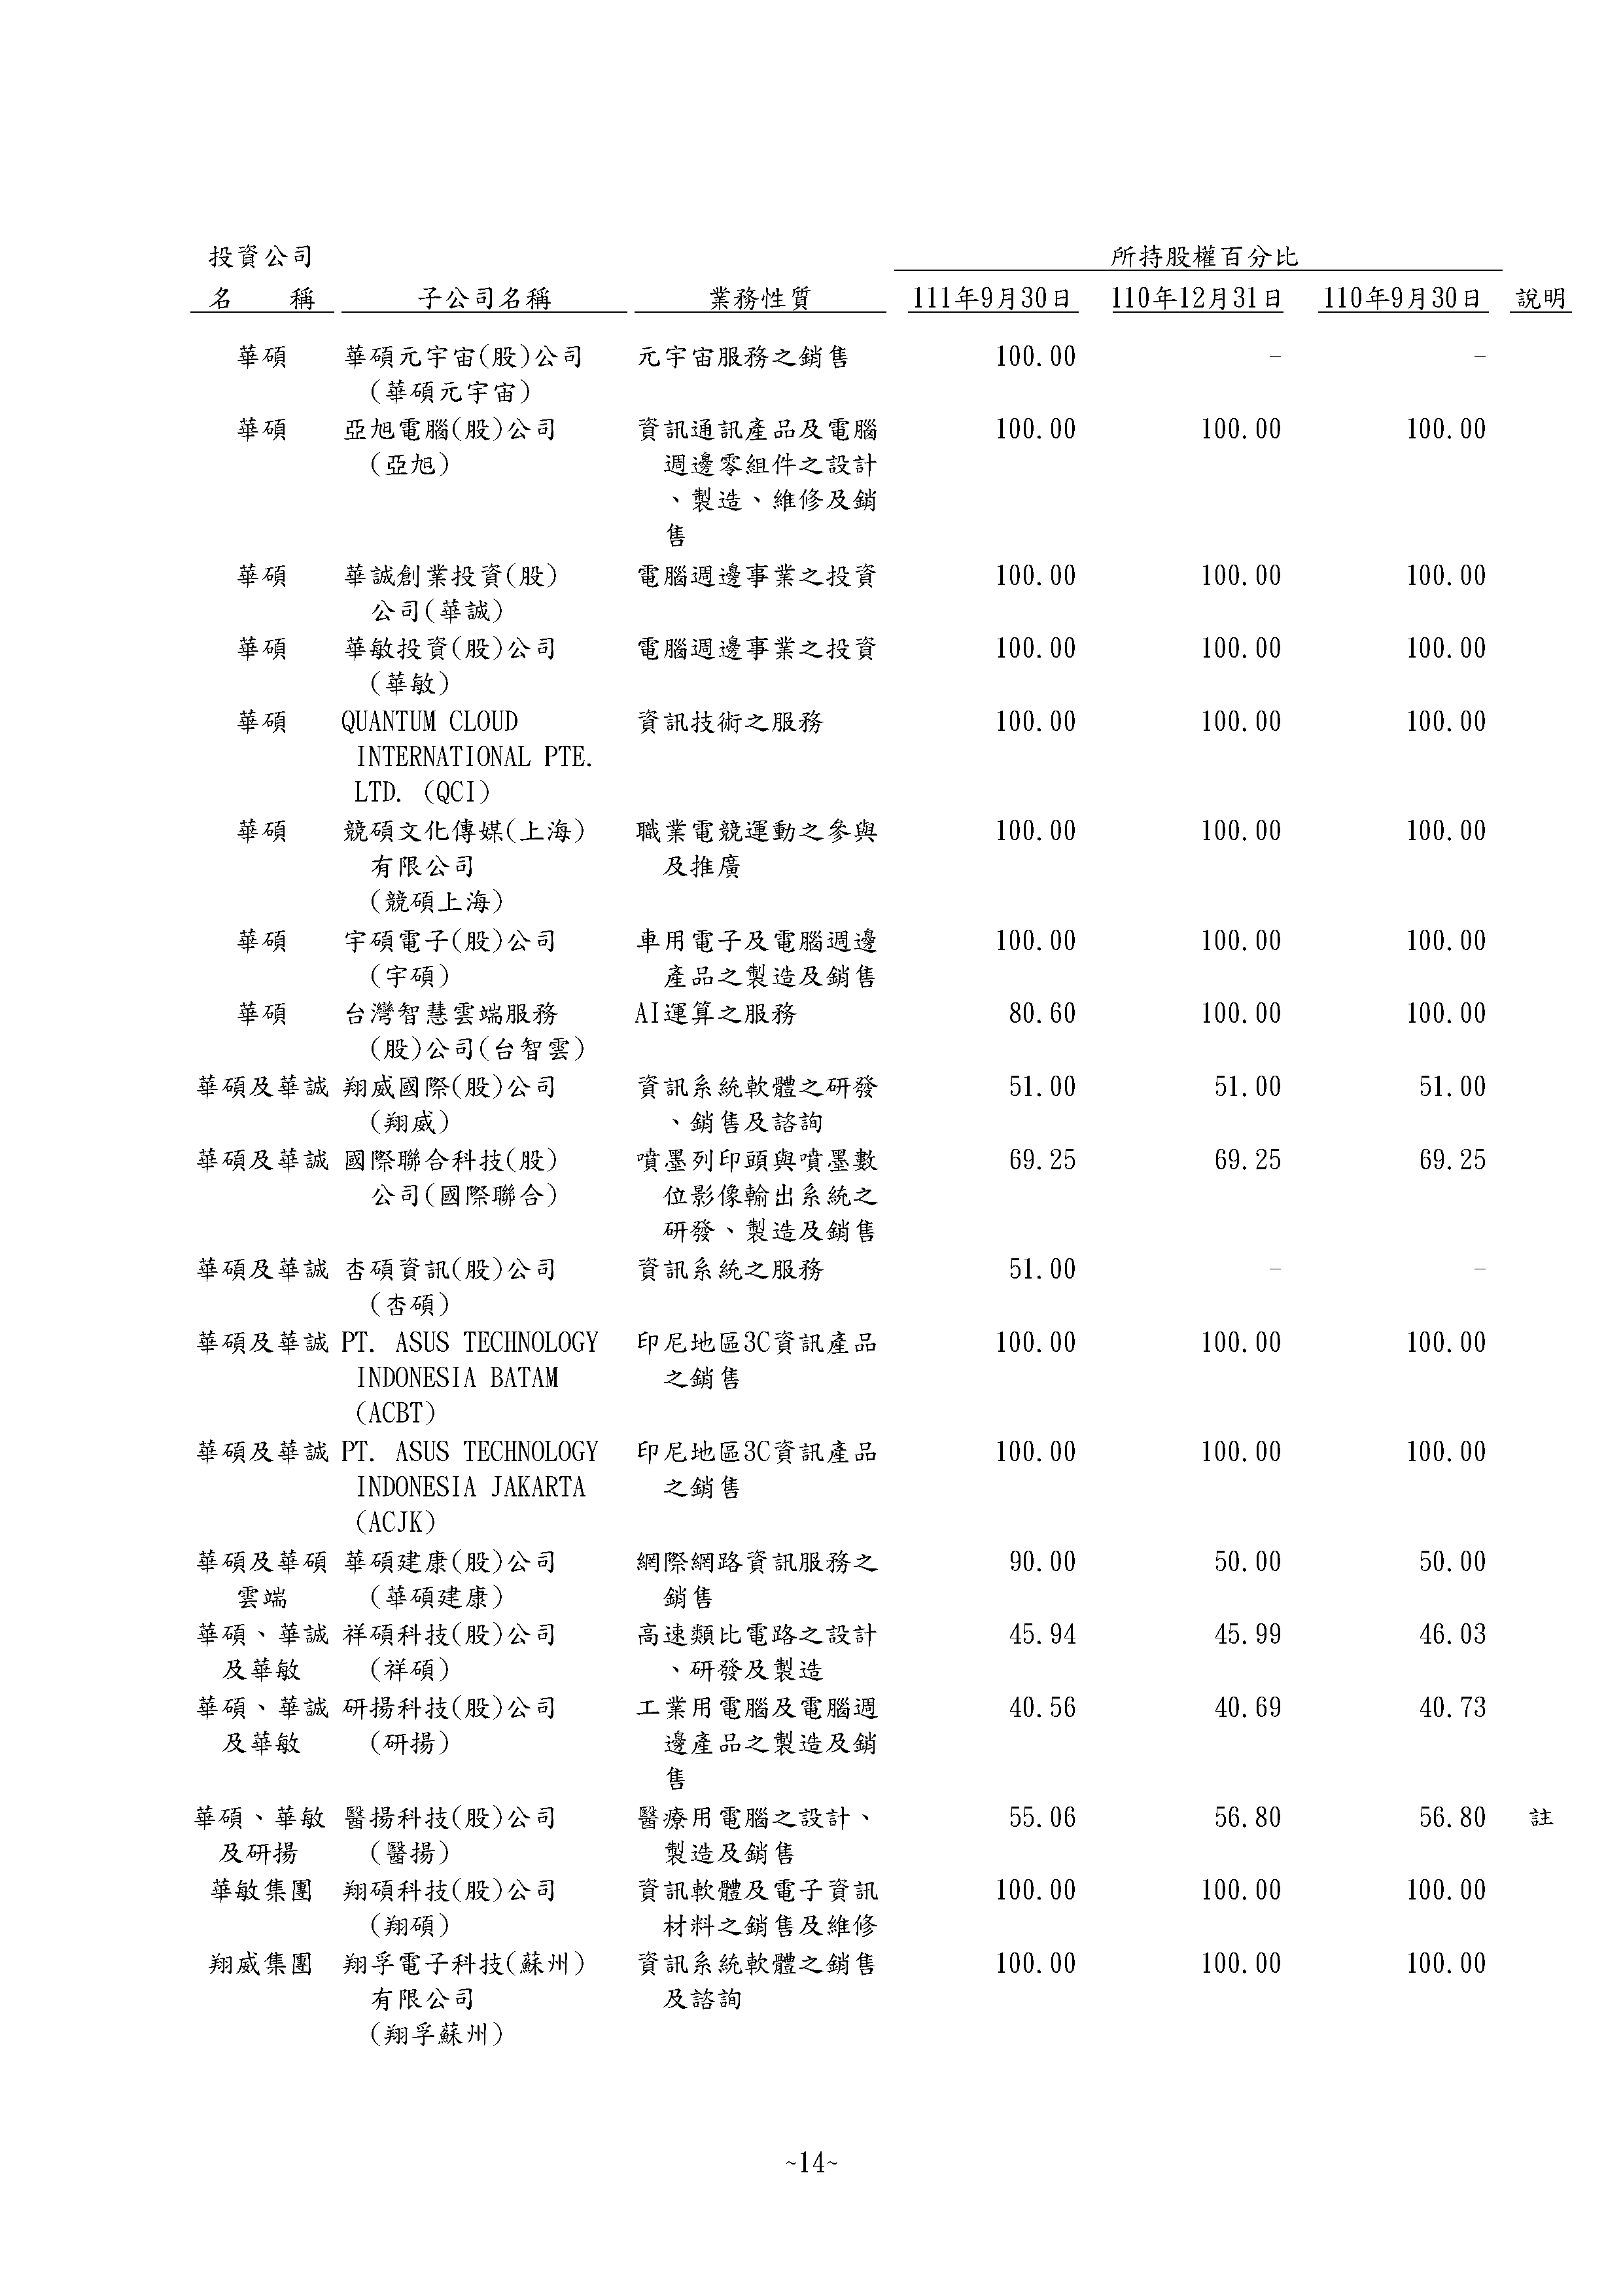 投資公司 所持股權百分比
名 稱 子公司名稱 業務性質 111年9月30日 110年12月31日 110年9月30日 說明
華碩 華碩元宇宙(股)公司 元宇宙服務之銷售 100.00 － －
(華碩元宇宙)
華碩 亞旭電腦(股)公司 資訊通訊產品及電腦 100.00 100.00 100.00
(亞旭) 週邊零組件之設計
、製造、維修及銷
售
華碩 華誠創業投資(股) 電腦週邊事業之投資 100.00 100.00 100.00
公司(華誠)
華碩 華敏投資(股)公司 電腦週邊事業之投資 100.00 100.00 100.00
(華敏)
華碩 QUANTUM CLOUD 資訊技術之服務 100.00 100.00 100.00
INTERNATIONAL PTE.
LTD. (QCI)
華碩 競碩文化傳媒(上海) 職業電競運動之參與 100.00 100.00 100.00
有限公司 及推廣
(競碩上海)
華碩 宇碩電子(股)公司 車用電子及電腦週邊 100.00 100.00 100.00
(宇碩) 產品之製造及銷售
華碩 台灣智慧雲端服務 AI運算之服務 80.60 100.00 100.00
(股)公司(台智雲)
華碩及華誠 翔威國際(股)公司 資訊系統軟體之研發 51.00 51.00 51.00
(翔威) 、銷售及諮詢
華碩及華誠 國際聯合科技(股) 噴墨列印頭與噴墨數 69.25 69.25 69.25
公司(國際聯合) 位影像輸出系統之
研發、製造及銷售
華碩及華誠 杏碩資訊(股)公司 資訊系統之服務 51.00 － －
(杏碩)
華碩及華誠 PT. ASUS TECHNOLOGY 印尼地區3C資訊產品 100.00 100.00 100.00
INDONESIA BATAM 之銷售
(ACBT)
華碩及華誠 PT. ASUS TECHNOLOGY 印尼地區3C資訊產品 100.00 100.00 100.00
INDONESIA JAKARTA 之銷售
(ACJK)
華碩及華碩 華碩建康(股)公司 網際網路資訊服務之 90.00 50.00 50.00
雲端 (華碩建康) 銷售
華碩、華誠 祥碩科技(股)公司 高速類比電路之設計 45.94 45.99 46.03
及華敏 (祥碩) 、研發及製造
華碩、華誠 研揚科技(股)公司 工業用電腦及電腦週 40.56 40.69 40.73
及華敏 (研揚) 邊產品之製造及銷
售
華碩、華敏 醫揚科技(股)公司 醫療用電腦之設計、 55.06 56.80 56.80 註
及研揚 (醫揚) 製造及銷售
華敏集團 翔碩科技(股)公司 資訊軟體及電子資訊 100.00 100.00 100.00
(翔碩) 材料之銷售及維修
翔威集團 翔孚電子科技(蘇州) 資訊系統軟體之銷售 100.00 100.00 100.00
有限公司 及諮詢
(翔孚蘇州)
~14~